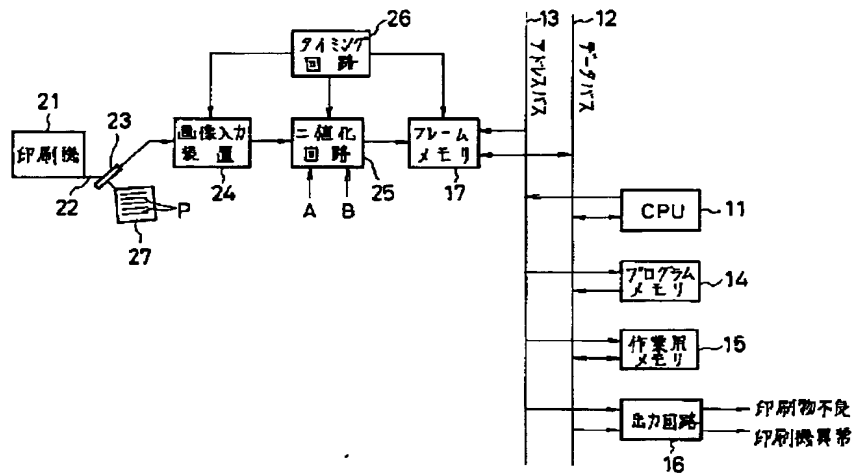 26
13
12
タイミング
回路
アドレスバス
データバス
21
印刷機
23
22
画像入力
装置
24
二値化
回路
25
フレーム
メモリ
17
A
B
P
27
CPU
11
プログラム
メモリ
14
作業用
メモリ
15
出力回路
16
印刷物不良
印刷機異常